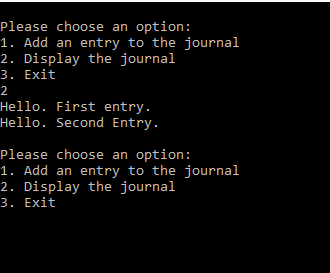 Please choose an option:
1. Add an entry to the journal
2. Display the journal
3. Exit
2
Hello. First entry.
Hello. Second Entry.
Please choose an option:
1. Add an entry to the journal
2. Display the journal
3. Exit